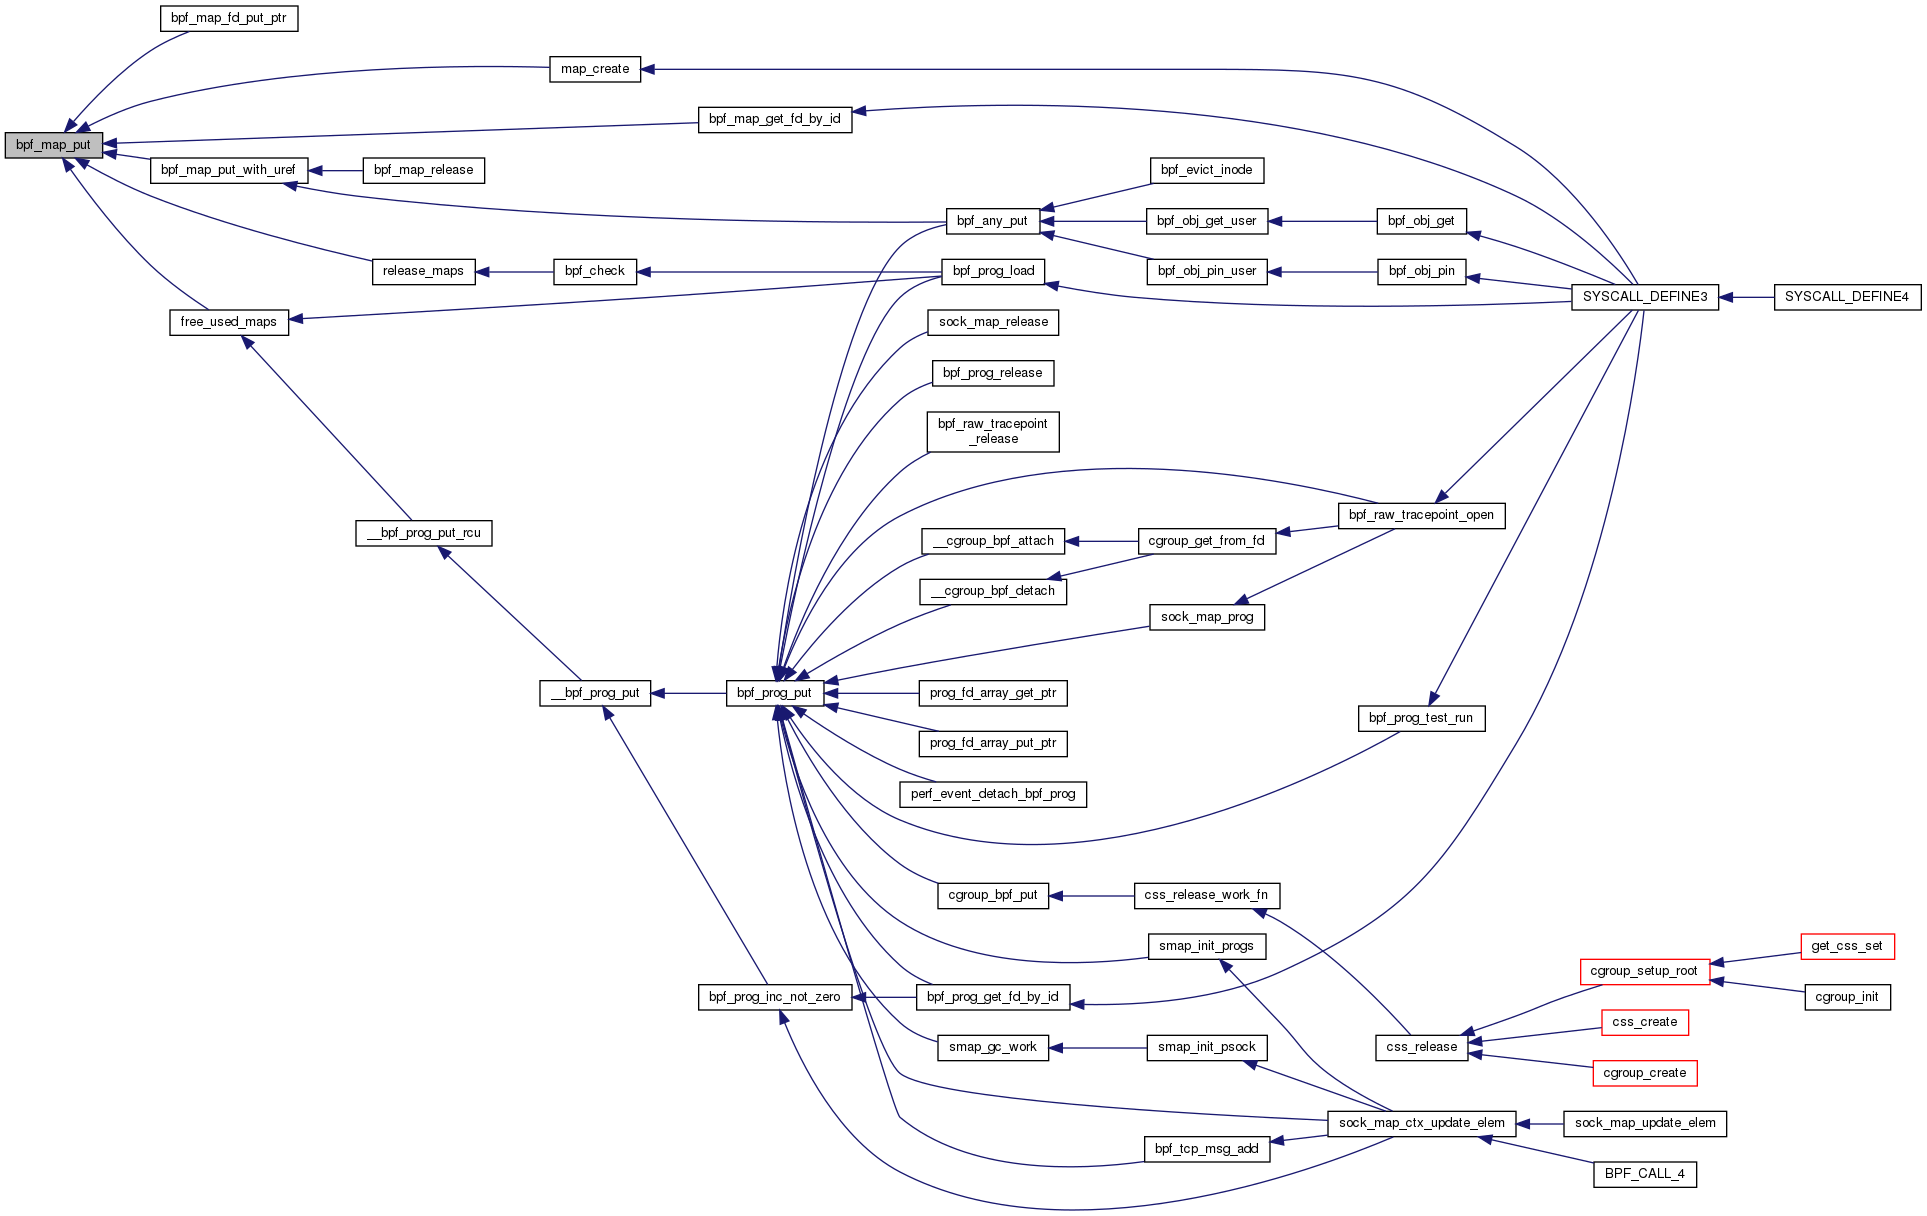 bpf_map_fd_put_ptr
map_create
bpf_map_get_fd_by_id
bpf_map_put
bpf_map_put_with_uref
bpf_map_release
bpf_evict_inode
bpf_any_put
bpf_obj_get_user
bpf_obj_get
release_maps
bpf_check
bpf_prog_load
bpf_obj_pin_user
bpf_obj_pin
SYSCALL_DEFINE3
SYSCALL_DEFINE4
free_used_maps
sock_map_release
bpf_prog_release
bpf_raw_tracepoint
_release
bpf_raw_tracepoint_open
__bpf_prog_put_rcu
__cgroup_bpf_attach
cgroup_get_from_fd
__cgroup_bpf_detach
sock_map_prog
__bpf_prog_put
bpf_prog_put
prog_fd_array_get_ptr
bpf_prog_test_run
prog_fd_array_put_ptr
perf_event_detach_bpf_prog
cgroup_bpf_put
css_release_work_fn
smap_init_progs
get_css_set
cgroup_setup_root
bpf_prog_inc_not_zero
bpf_prog_get_fd_by_id
cgroup_init
css_create
smap_gc_work
smap_init_psock
css_release
cgroup_create
sock_map_ctx_update_elem
sock_map_update_elem
bpf_tcp_msg_add
BPF_CALL_4